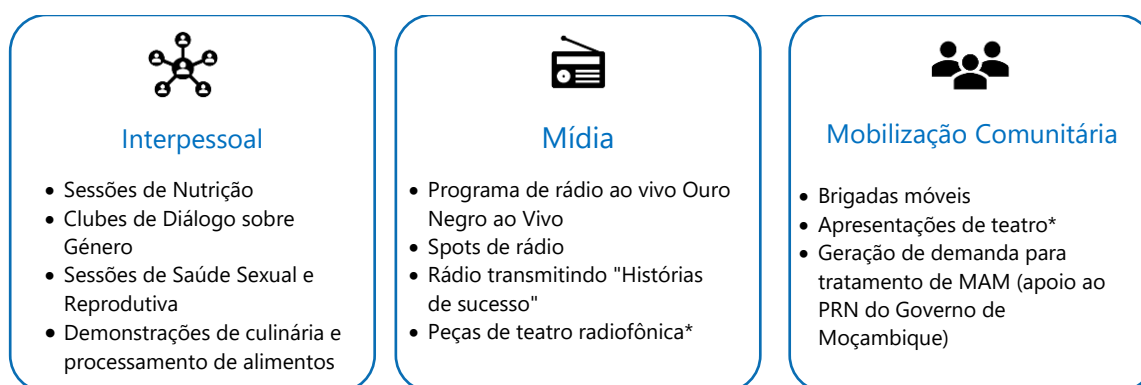 Interpessoal
• Sessões de Nutrição
• Clubes de Diálogo sobre
Género
• Sessões de Saúde Sexual e
Reprodutiva
• Demonstrações de culinária e
processamento de alimentos
Mídia
• Programa de rádio ao vivo Ouro
Negro ao Vivo
• Spots de rádio
• Rádio transmitindo "Histórias
de sucesso"
• Peças de teatro radiofônica*
Mobilização Comunitária
• Brigadas móveis
• Apresentações de teatro*
• Geração de demanda para
tratamento de MAM (apoio ao
PRN do Governo de
Moçambique)